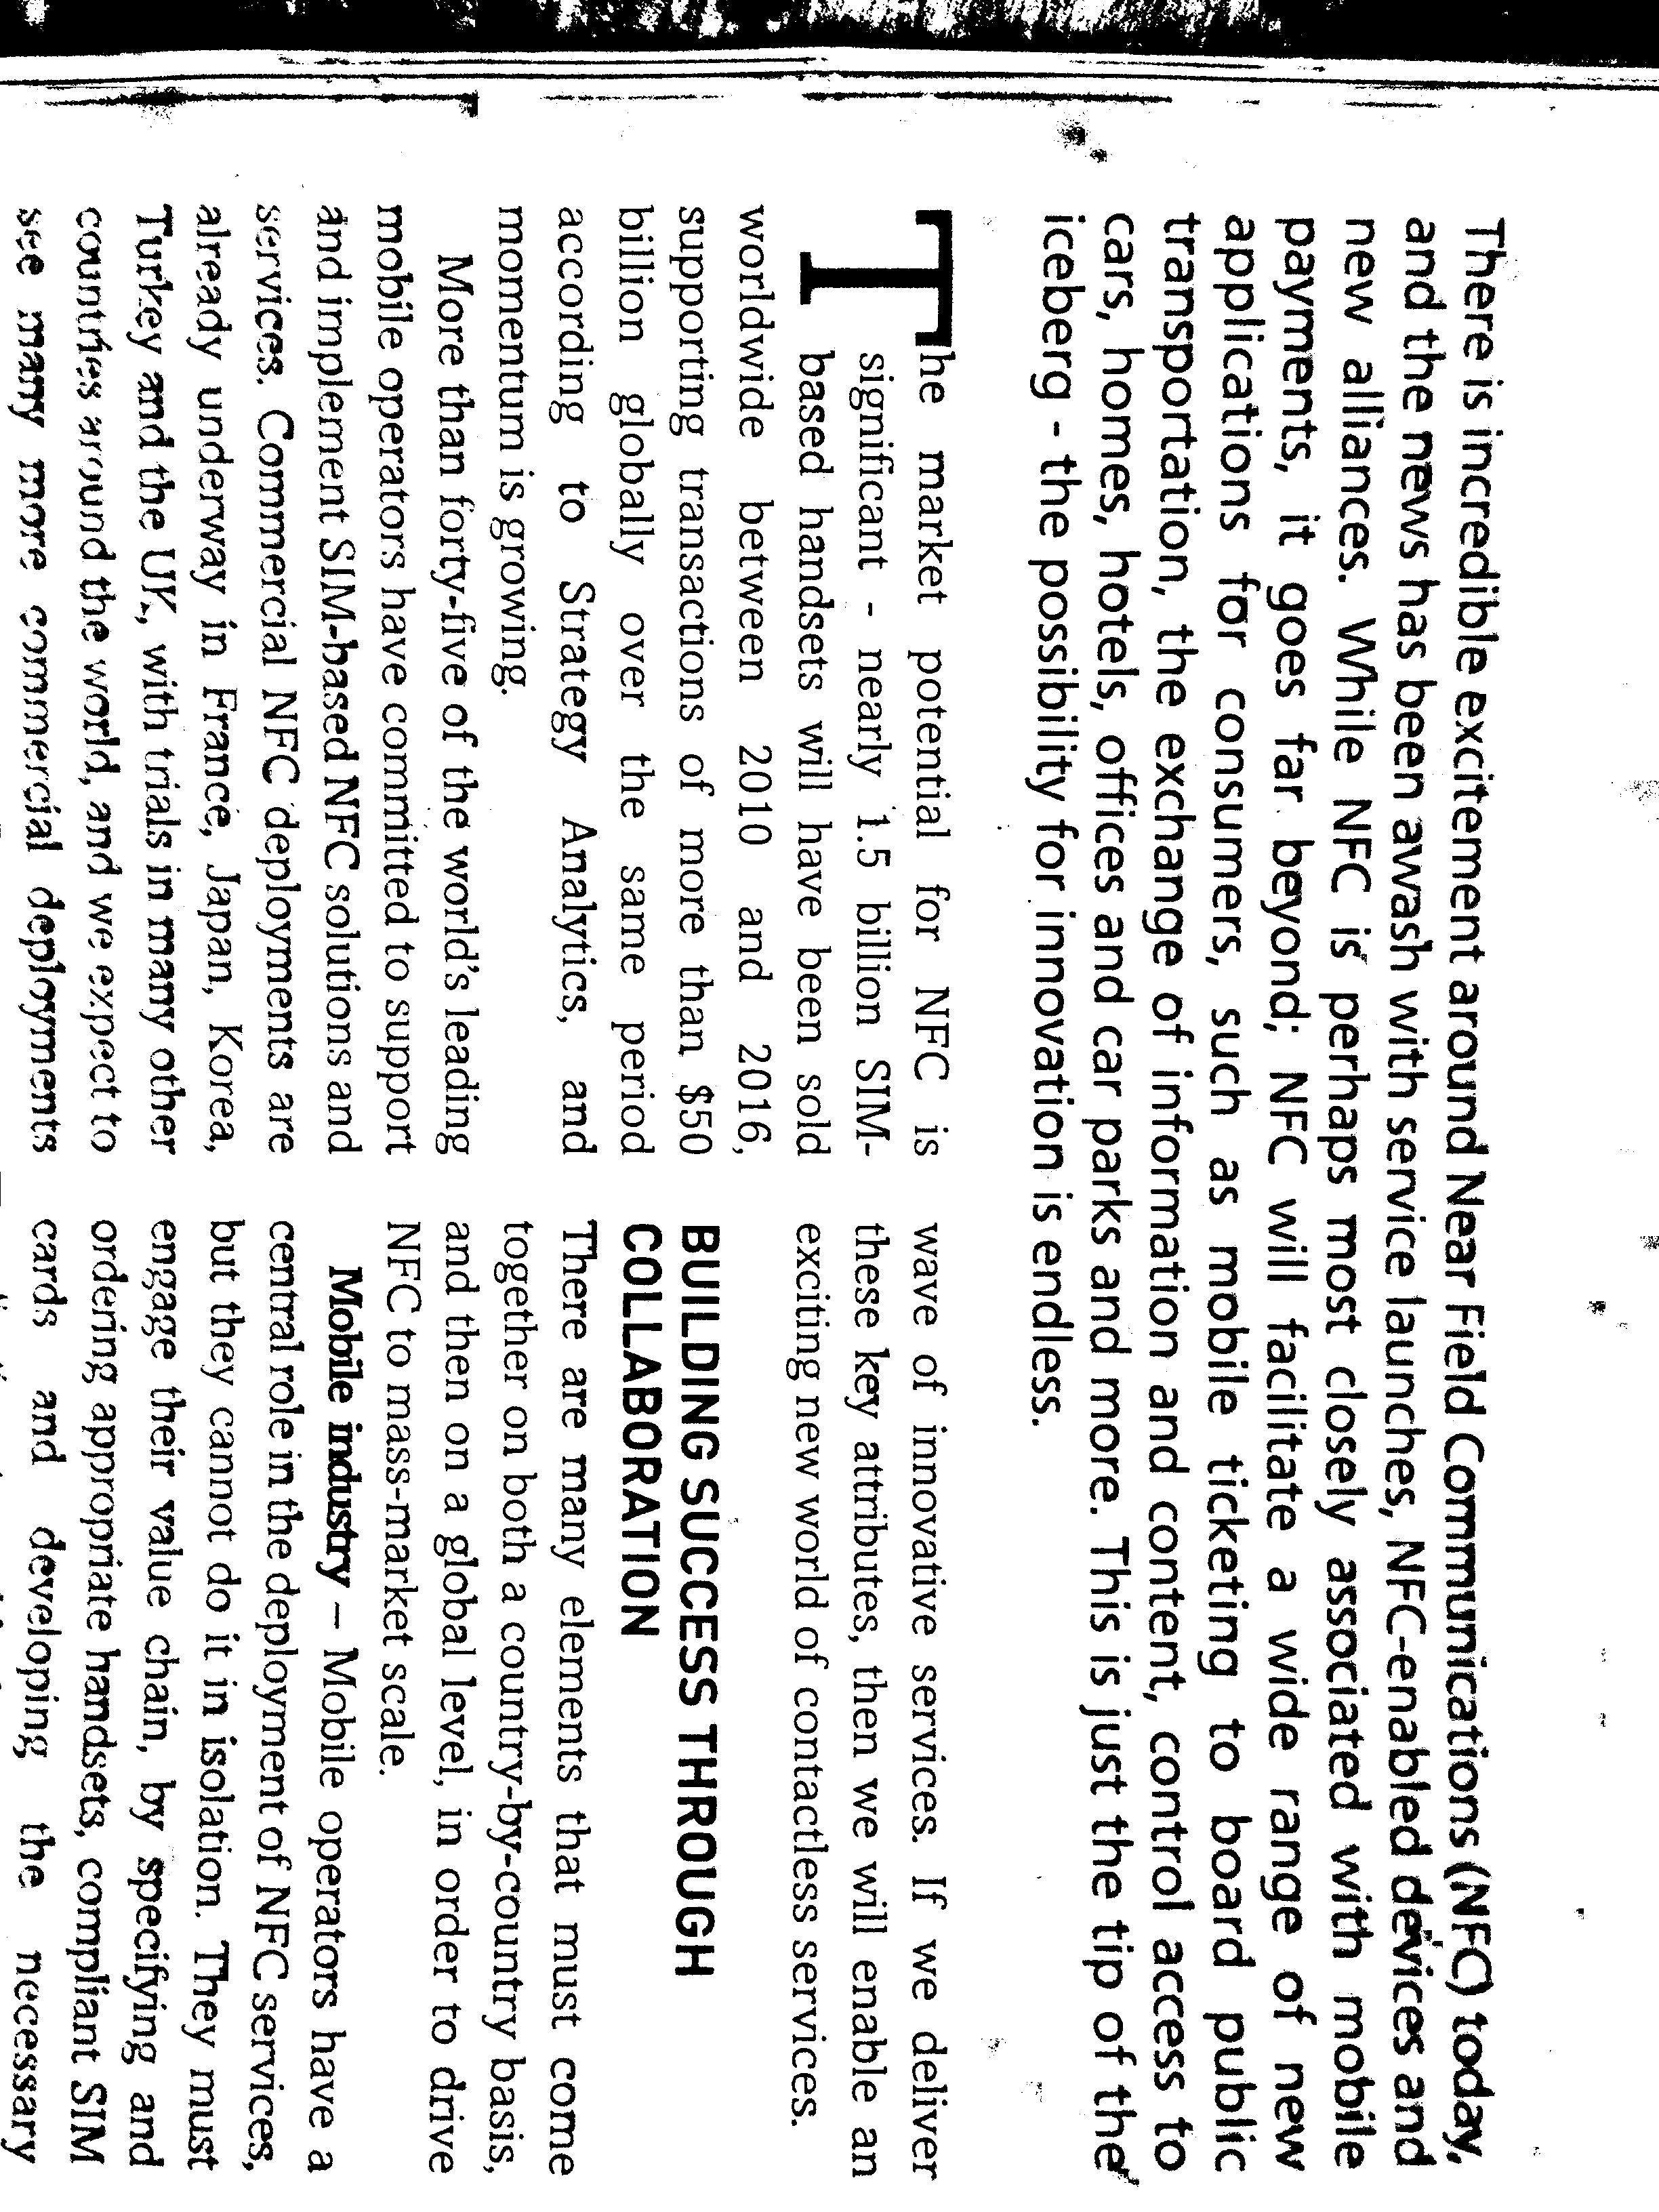 There is incredible excitement around Near Field Communications (NFC) today,
and the news has been awash with service launches, NFC-enabled devices and
new alliances. While NFC is perhaps most closely associated with mobile
payments, it goes far beyond; NFC will facilitate a wide range of new
applications for consumers, such as mobile ticketing to board public
transportation, the exchange of information and content, control access to
cars, homes, hotels, offices and car parks and more. This is just the tip of the
iceberg - the possibility for innovation is endless.
The market potential for NFC is
significant - nearly 1.5 billion SIM-
based handsets will have been sold
worldwide between 2010 and 2016,
supporting transactions of more than $50
billion globally over the same period
according to Strategy Analytics, and
momentum is growing.
More than forty-five of the world's leading
mobile operators have committed to support
and implement SIM-based NFC solutions and
services. Commercial NFC deployments are
already underway in France, Japan, Korea,
Turkey and the UK, with trials in many other
countries around the world, and we expect to
see many more commercial deployments
wave of innovative services. If we deliver
these key attributes, then we will enable an
exciting new world of contactless services.
BUILDING SUCCESS THROUGH
COLLABORATION
There are many elements that must come
together on both a country-by-country basis,
and then on a global level, in order to drive
NFC to mass-market scale.
Mobile industry – Mobile operators have a
central role in the deployment of NFC services,
but they cannot do it in isolation. They must
engage their value chain, by specifying and
ordering appropriate handsets, compliant SIM
cards and developing the necessary